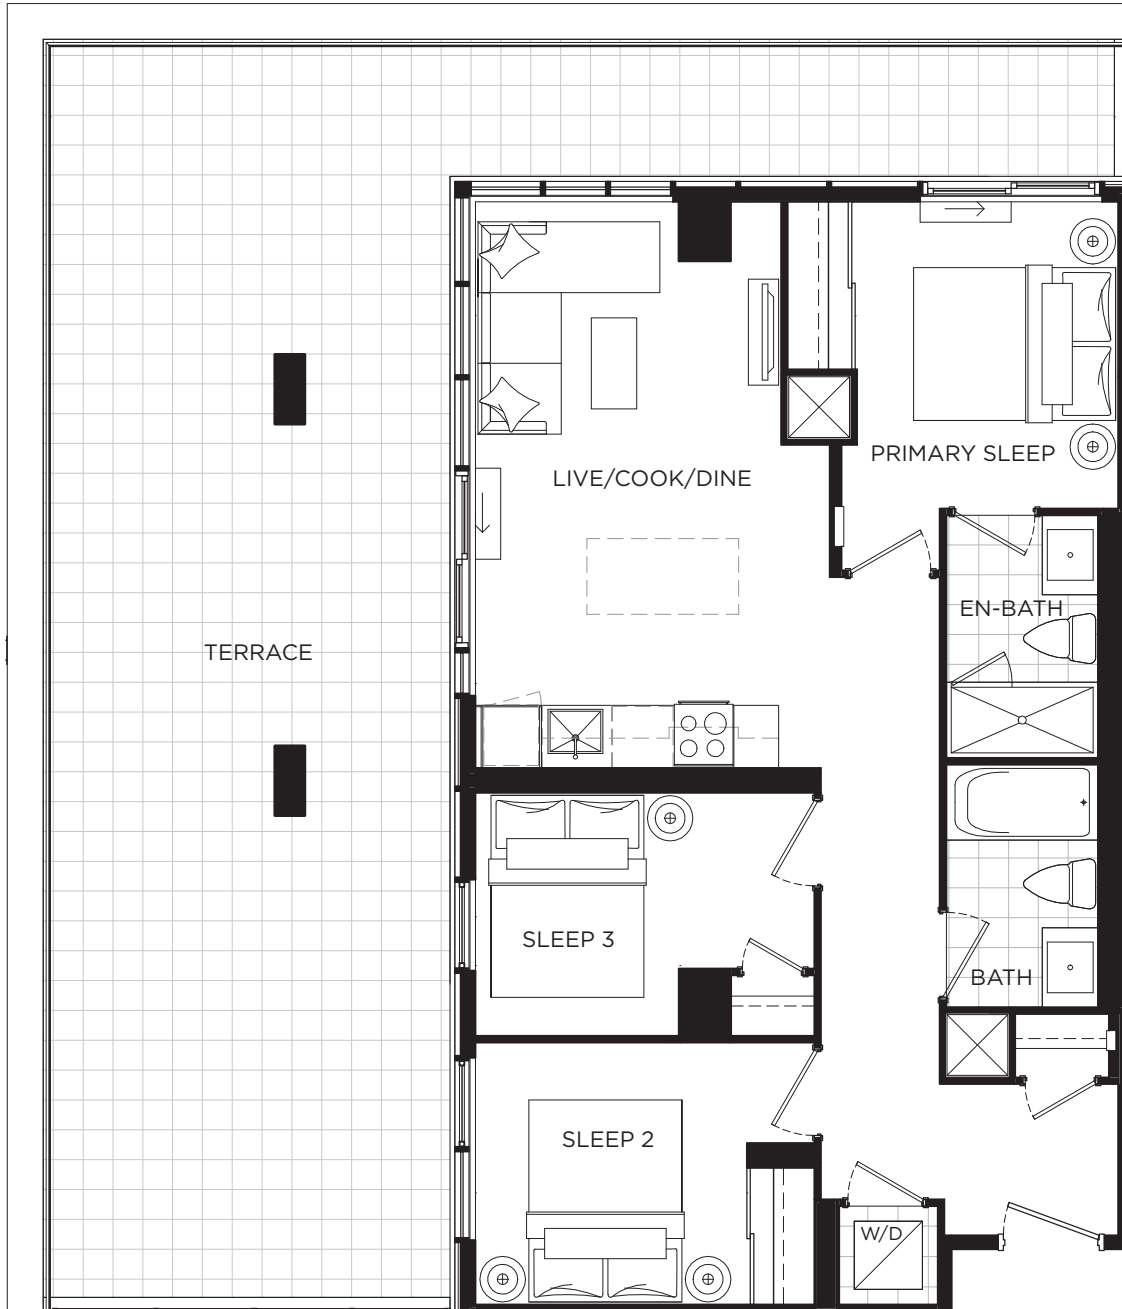 PRIMARY SLEEP
LIVE/COOK/DINE
EN-BATH
TERRACE
SLEEP 3
BATH
SLEEP 2
W/D